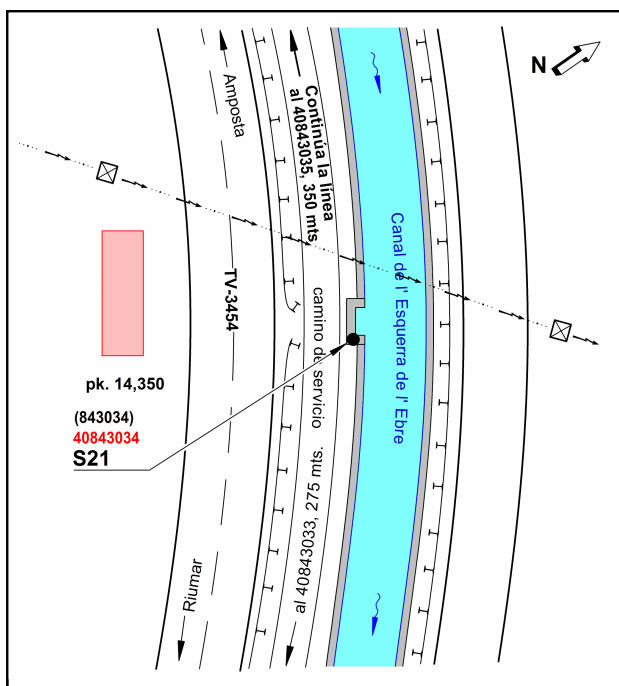 N
Amposta
Continúa la línea
al 40843035, 350 mts
Canal de l' Esquerra de l' Ebre
TV-3454
camino de servicio
pk. 14,350
(843034)
40843034
S21
al 40843033, 275 mts.
Riumar